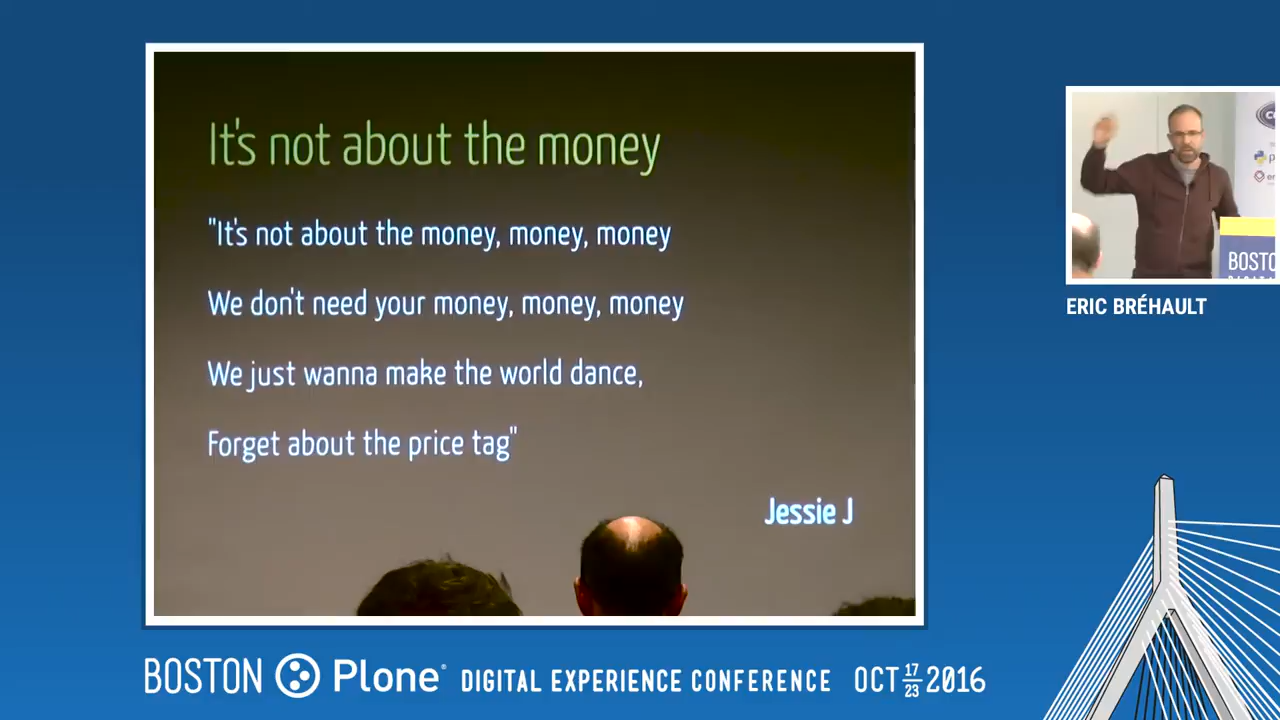 It's not about the money
"It's not about the money, money, money
We don't need your money, money, money
We just wanna make the world dance,
Forget about the price tag"
Jessie J
ERIC BRÉHAULT
BOSTO
BOSTON Plone® DIGITAL EXPERIENCE CONFERENCE OCT 17 23 2016